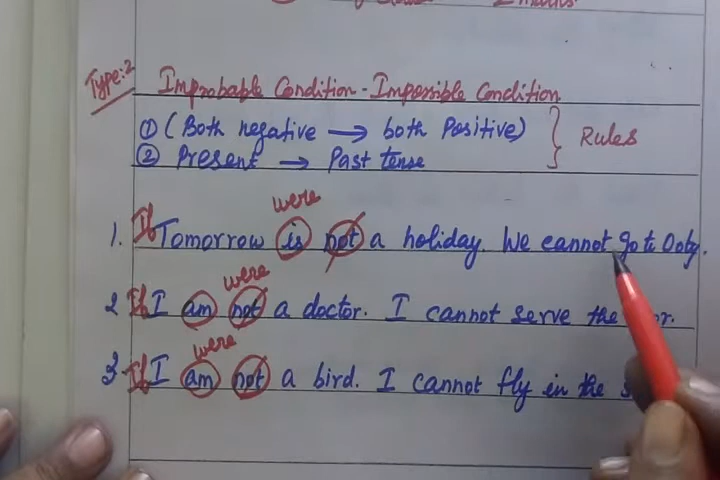 2 marks.
Type:2 Improbable Condition - Impossible Condition
① (Both negative → both Positive) } Rules
② Present → Past tense
were
1. If Tomorrow is not a holiday. We cannot go to Ooty.
were
2 If I am not a doctor. I cannot serve the
were
3 If I am not a bird. I cannot fly in the